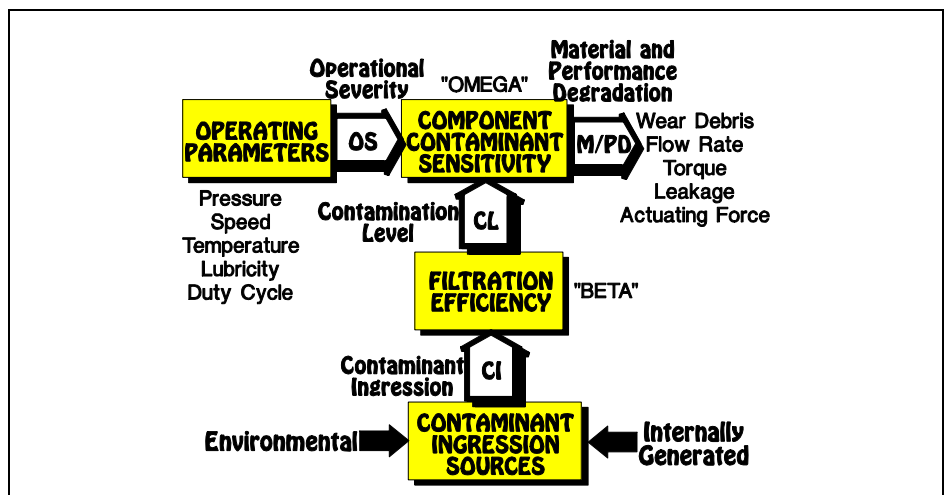 Operational
Severity
"OMEGA"
Material and
Performance
Degradation
OPERATING
PARAMETERS
OS
COMPONENT
CONTAMINANT
SENSITIVITY
M/PD
Wear Debris
Flow Rate
Torque
Leakage
Actuating Force
Pressure
Speed
Temperature
Lubricity
Duty Cycle
Contamination
Level
CL
FILTRATION
EFFICIENCY
"BETA"
Contaminant
Ingression
CI
Environmental
CONTAMINANT
INGRESSION
SOURCES
Internally
Generated